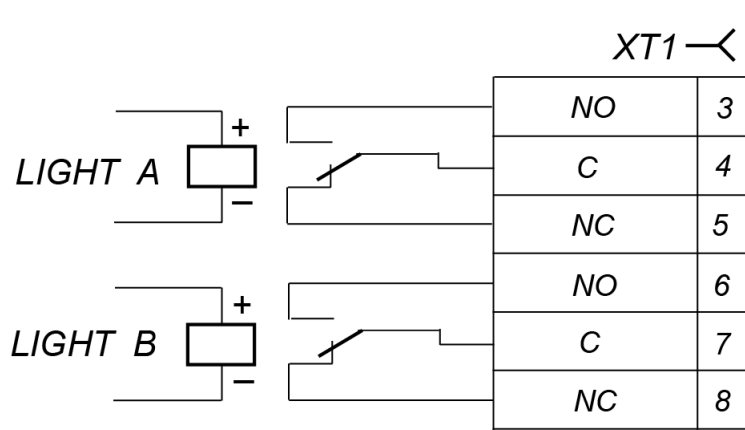 XT1
NO 3
+
LIGHT A
C 4
−
NC 5
NO 6
+
LIGHT B
C 7
−
NC 8